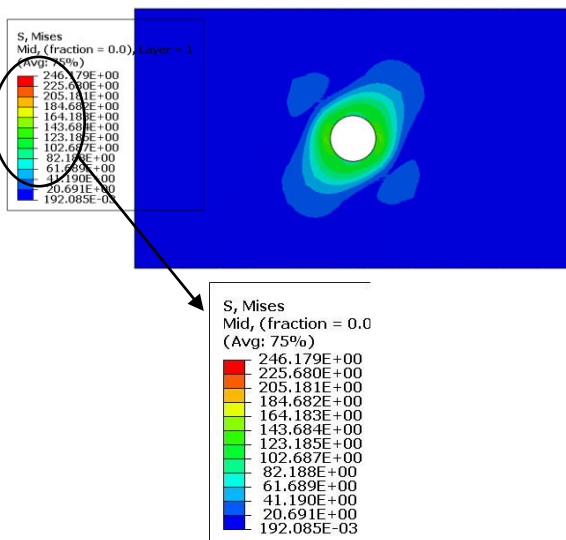 S, Mises
Mid, (fraction = 0.0), Layer = 1
(Avg: 75%)
246.179E+00
225.680E+00
205.181E+00
184.682E+00
164.183E+00
143.684E+00
123.185E+00
102.687E+00
82.188E+00
61.689E+00
41.190E+00
20.691E+00
192.085E-03
S, Mises
Mid, (fraction = 0.0
(Avg: 75%)
246.179E+00
225.680E+00
205.181E+00
184.682E+00
164.183E+00
143.684E+00
123.185E+00
102.687E+00
82.188E+00
61.689E+00
41.190E+00
20.691E+00
192.085E-03